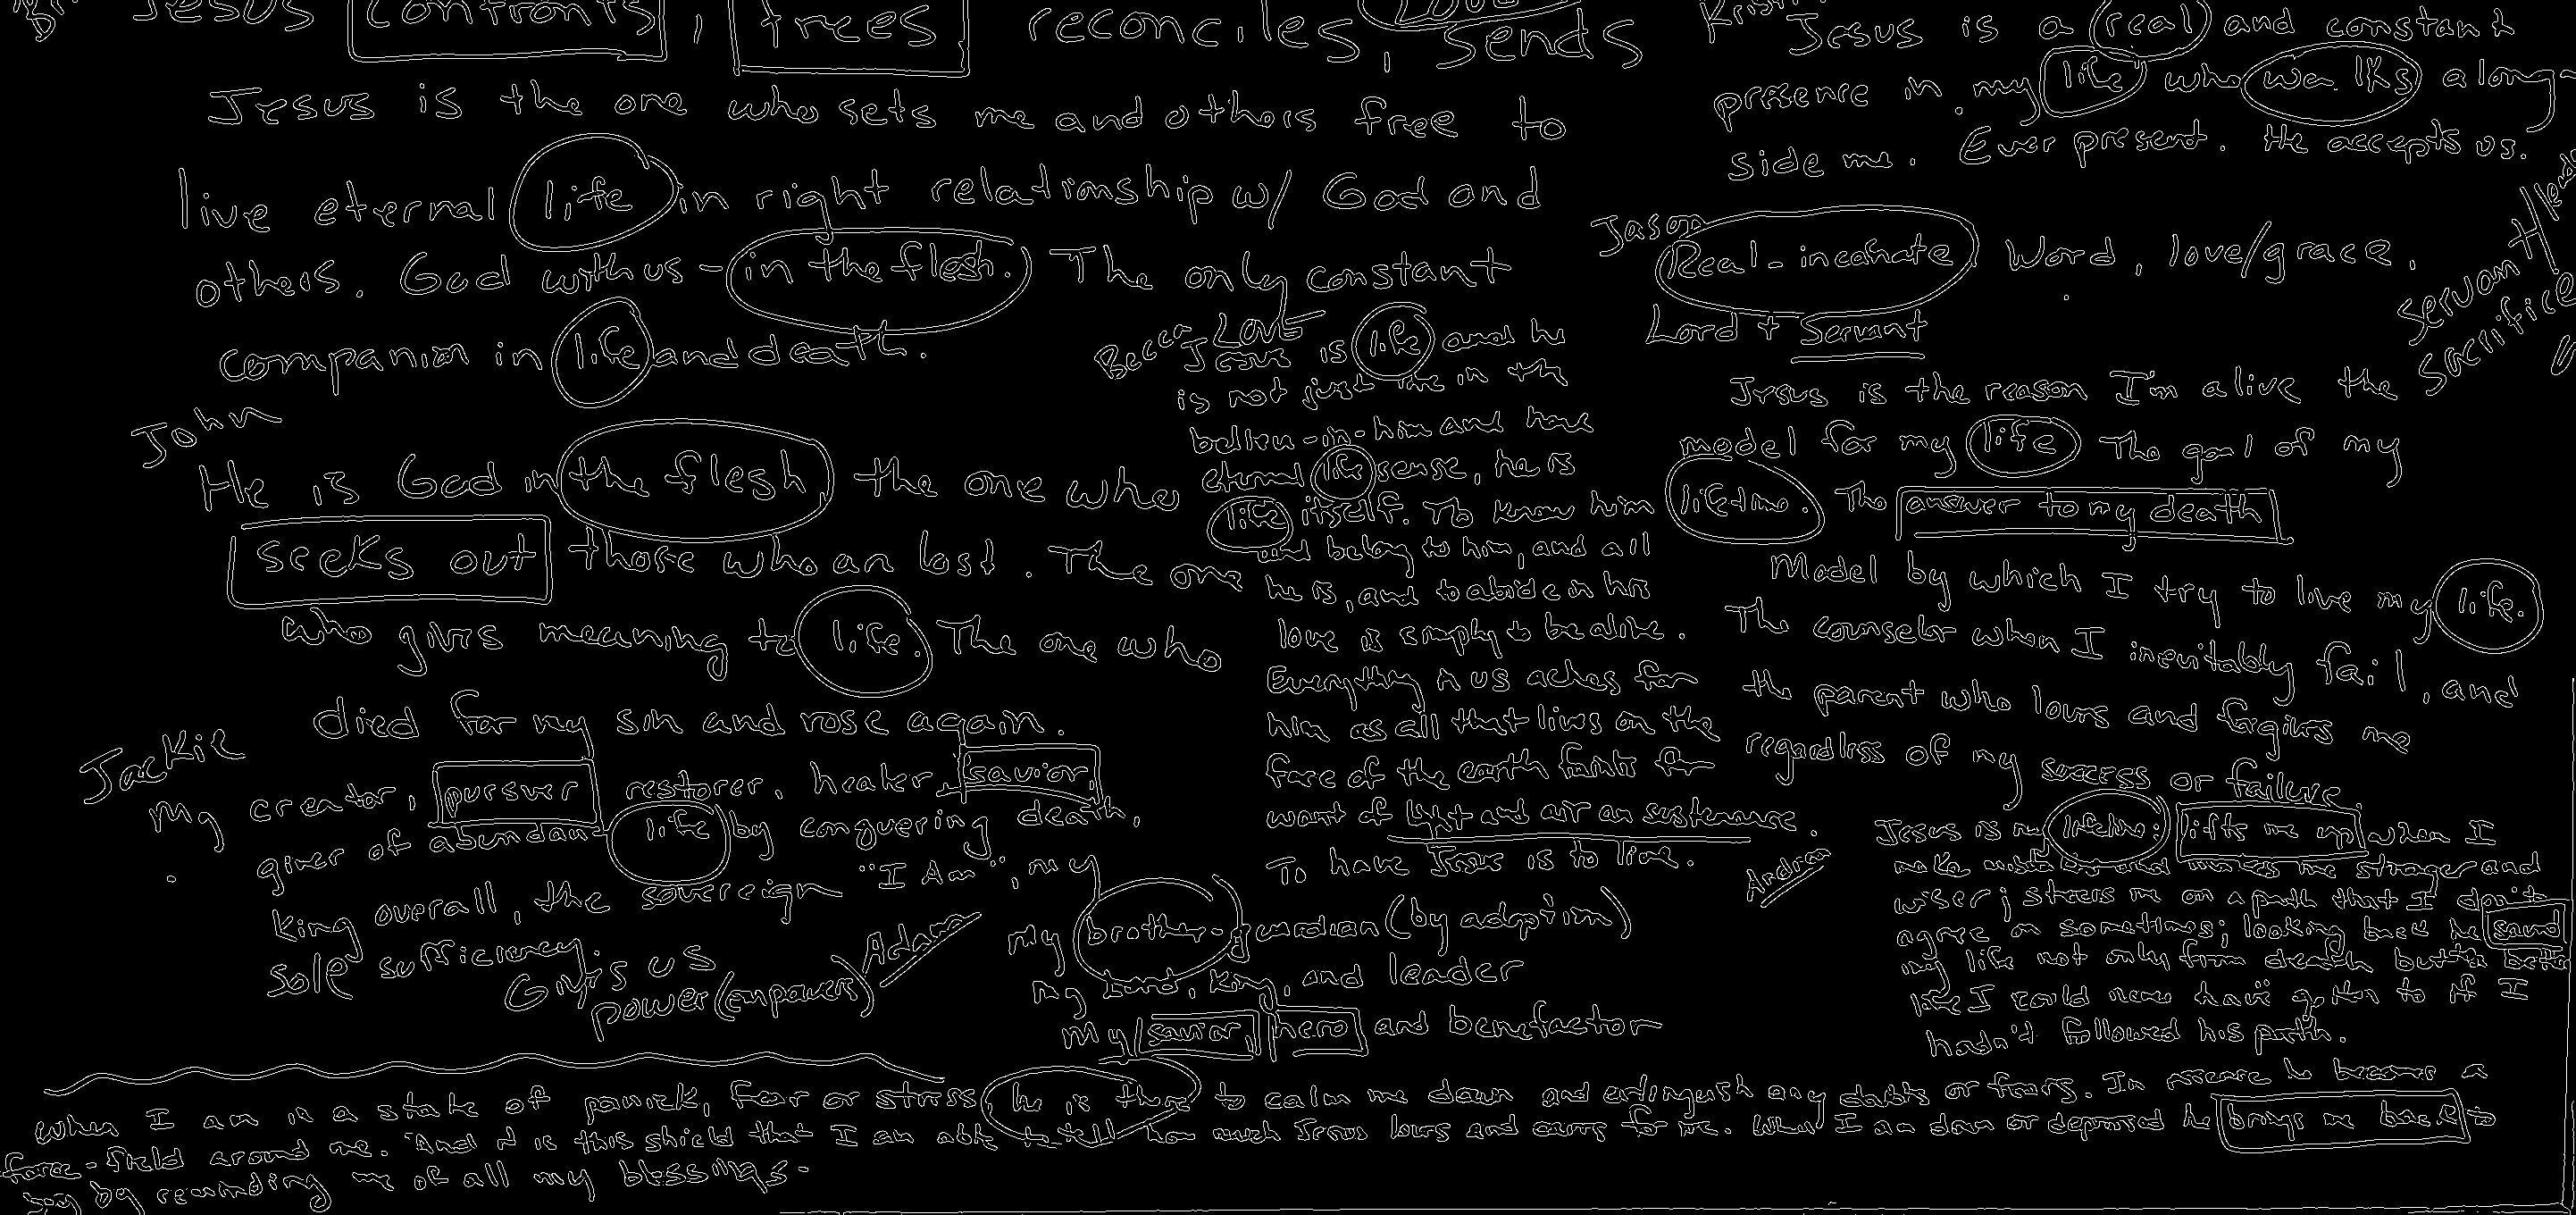 Jesus confronts, frees reconciles, sends
Jesus is the one who sets me and others free to
live eternal life in right relationship w/ God and
others. God with us - in the flesh. The only constant
companion in life and death.
John
He is God in the flesh the one who
seeks out those who are lost. The one
who gives meaning to life. The one who
died for my sin and rose again.
Jackie
My creator, pursuer restorer, healer, savior,
giver of abundant life by conquering death,
king over all, the sovereign "I Am", my
sole sufficiency.
Gives us
power (empowers)
Adam
Becca
Love
Jesus is life and he
is not just life in the
believe-in-him and have
eternal life sense, he is
life itself. To know him
and belong to him, and all
he is, and to abide in his
love is simply to be alive.
Everything in us aches for
him as all that lives on the
face of the earth faints for
want of light and air and sustenance.
To have Jesus is to live.
Andrea
my brother-guardian (by adoption)
my Lord, King, and leader
my savior, hero and benefactor
Jesus is a real and constant
presence in my life who walks along-
side me. Ever present. He accepts us.
Jason
Real - incarnate Word, love/grace,
Lord + Servant
Servant
sacrifice
Jesus is the reason I'm alive the
model for my life The goal of my
lifetime. The answer to my death
Model by which I try to live my life.
The counselor when I inevitably fail, and
the parent who loves and forgives me
regardless of my success or failure
Jesus is my lifeline: lifts me up when I
make mistakes and makes me stronger and
wiser; steers me on a path that I don't
agree on sometimes; looking back he saved
my life not only from death but to a better
one I could never have gotten to if I
hadn't followed his path.
When I am in a state of panick, fear or stress he is there to calm me down and extinguish any doubts or fears. In essence he becomes a
force-field around me. And it is this shield that I am able to tell how much Jesus loves and cares for me. When I am down or depressed he brings me back to
joy by reminding me of all my blessings.